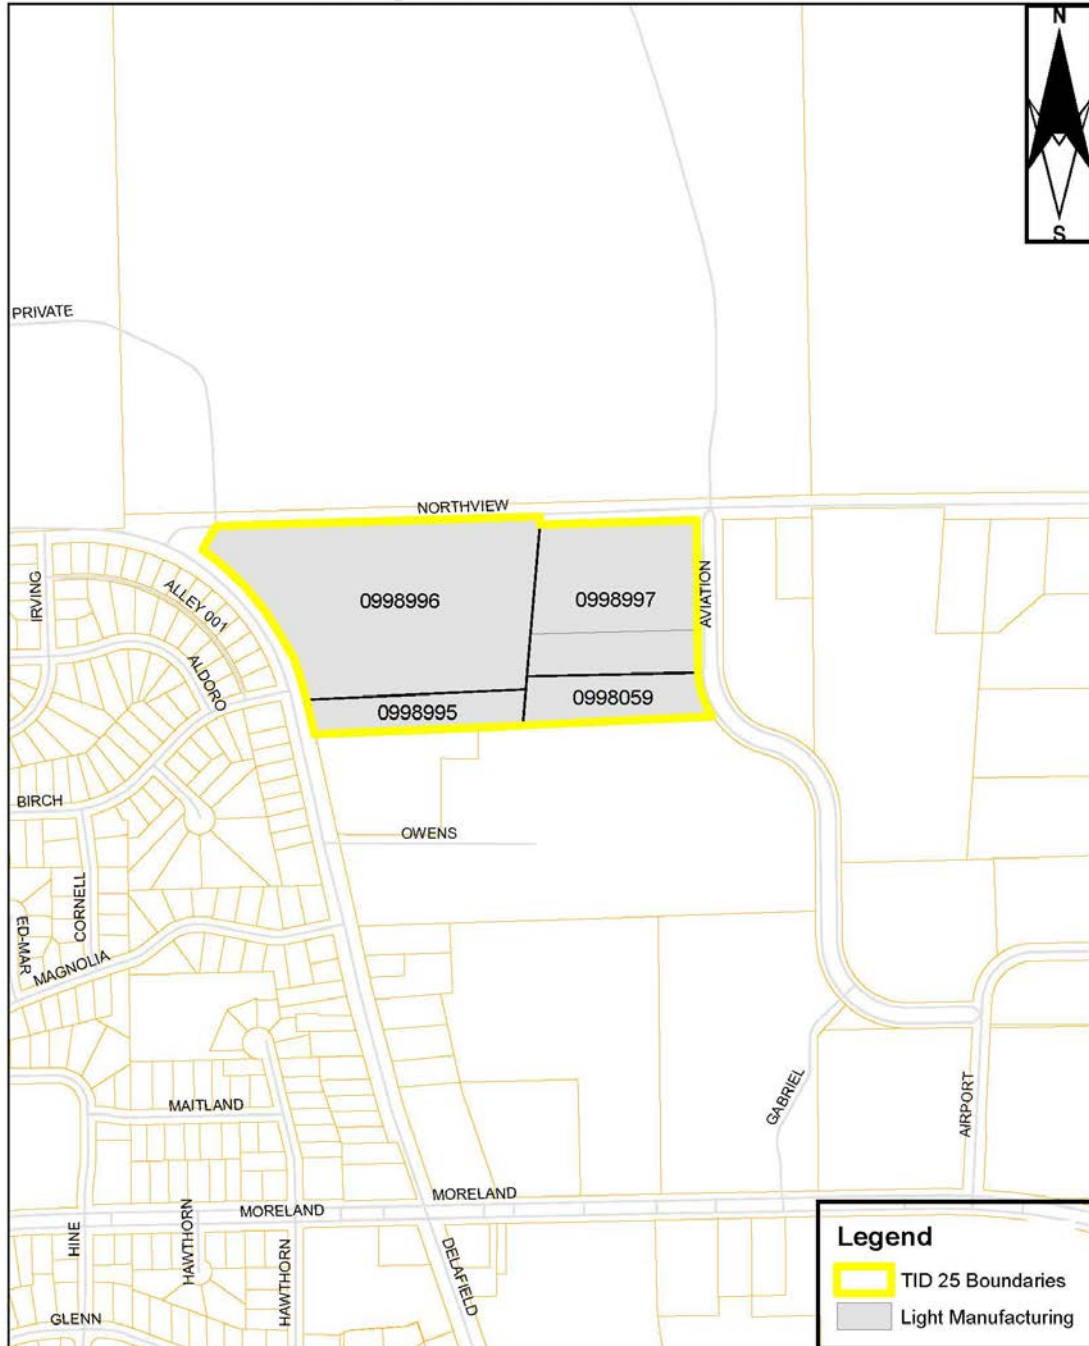 N
S
PRIVATE
NORTHVIEW
IRVING
ALLEY 001
ALDORO
0998996
0998997
AVIATION
0998995
0998059
BIRCH
OWENS
CORNELL
ED-MAR
MAGNOLIA
MAITLAND
GABRIEL
AIRPORT
MORELAND
MORELAND
HINE
HAWTHORN
HAWTHORN
DELAFIELD
GLENN
Legend
TID 25 Boundaries
Light Manufacturing